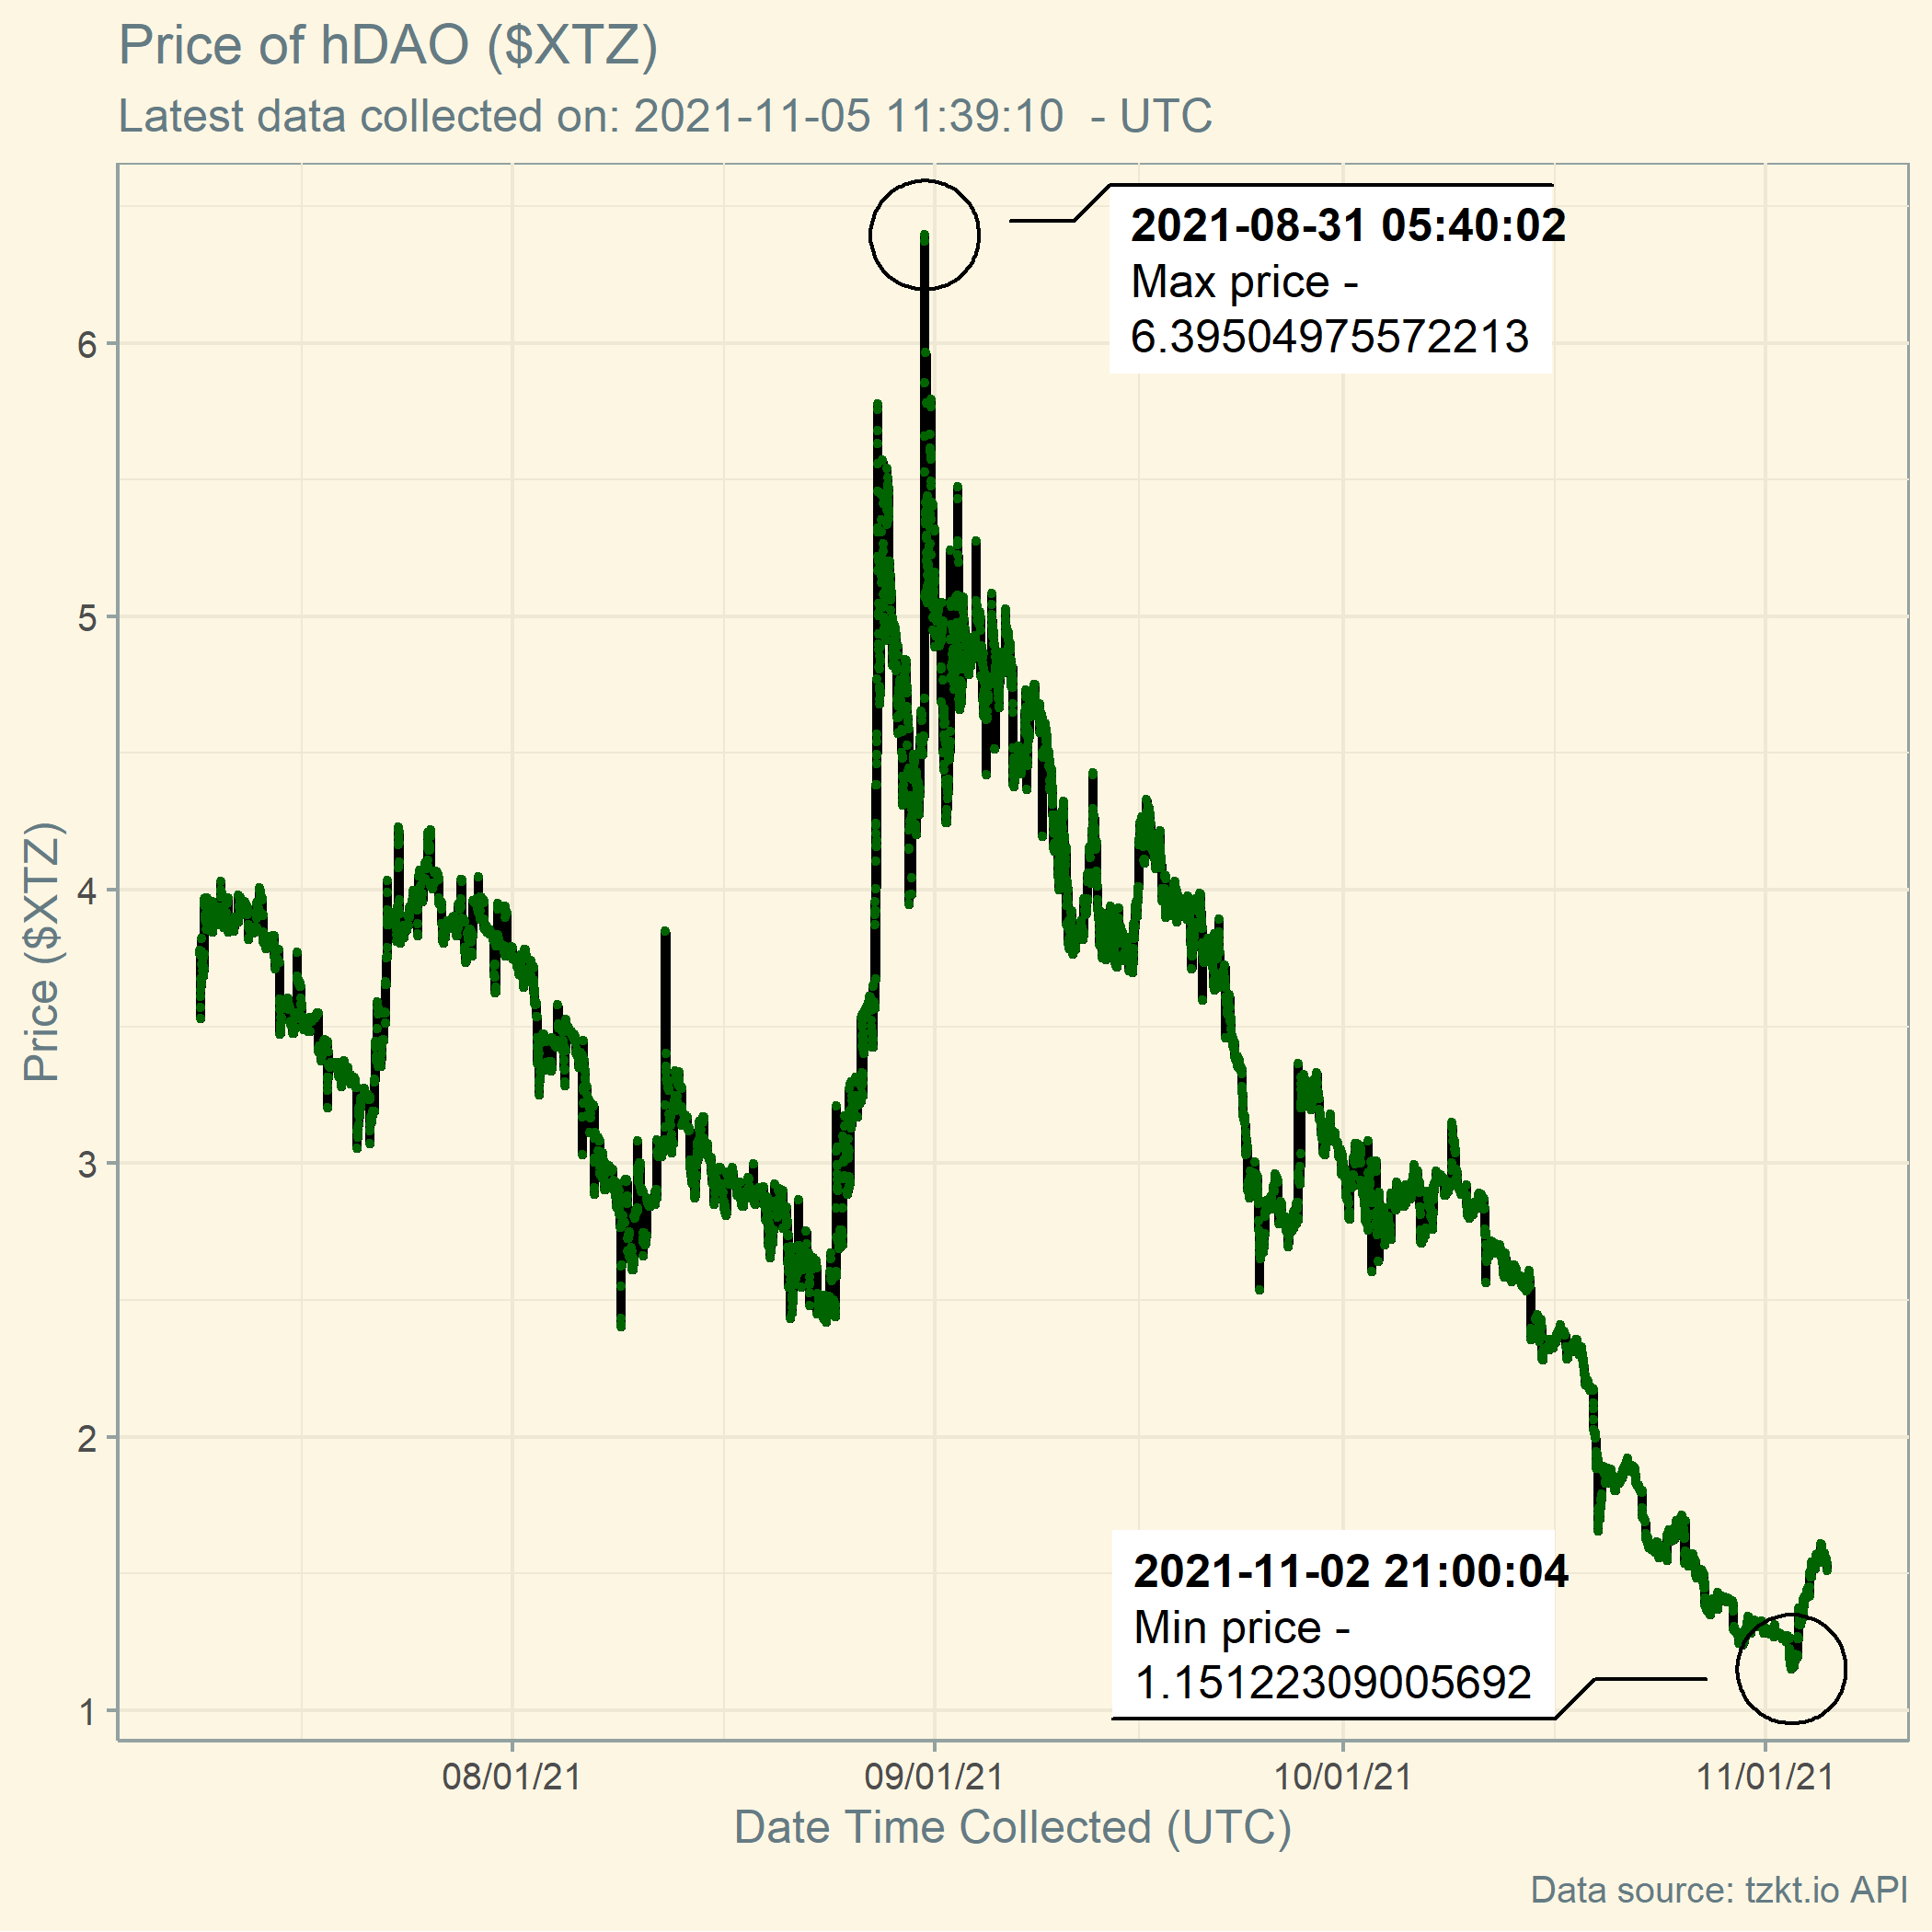 Price of hDAO ($XTZ)
Latest data collected on: 2021-11-05 11:39:10  - UTC
2021-08-31 05:40:02
Max price -
6.39504975572213
6
5
4
3
2
1
Price ($XTZ)
2021-11-02 21:00:04
Min price -
1.15122309005692
08/01/21
09/01/21
10/01/21
11/01/21
Date Time Collected (UTC)
Data source: tzkt.io API